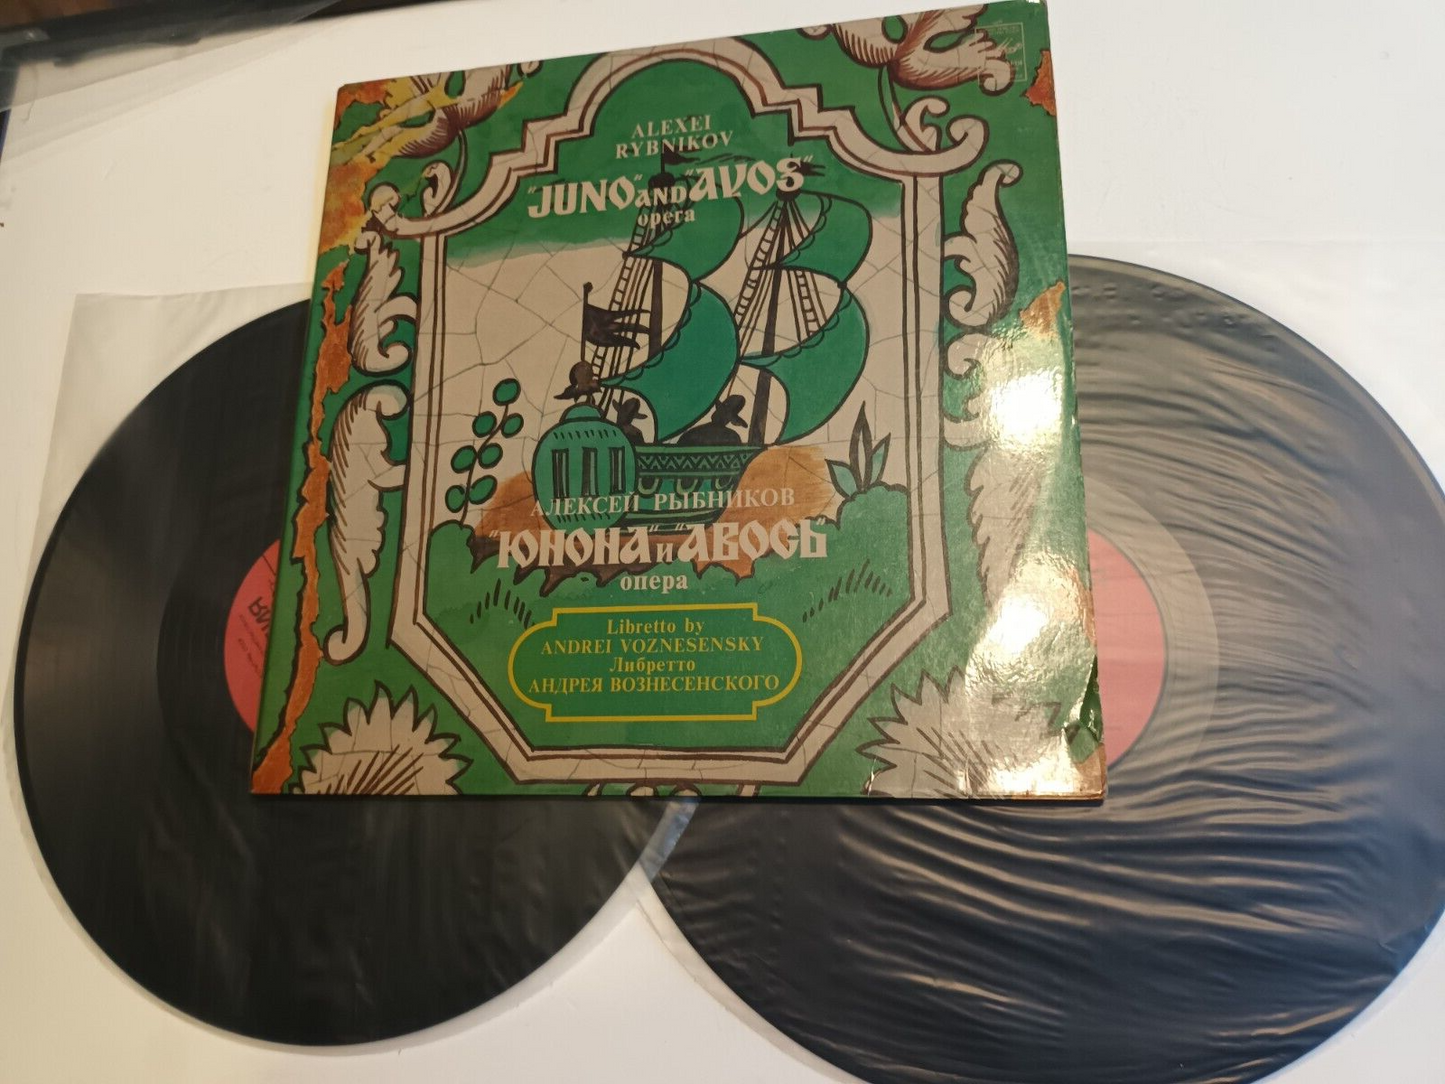 ALEXEI
RYBNIKOV
"JUNO" AND "AVOS"
opera
АЛЕКСЕЙ РЫБНИКОВ
"ЮНОНА" и "АВОСЬ"
опера
Libretto by
ANDREI VOZNESENSKY
Либретто
АНДРЕЯ ВОЗНЕСЕНСКОГО